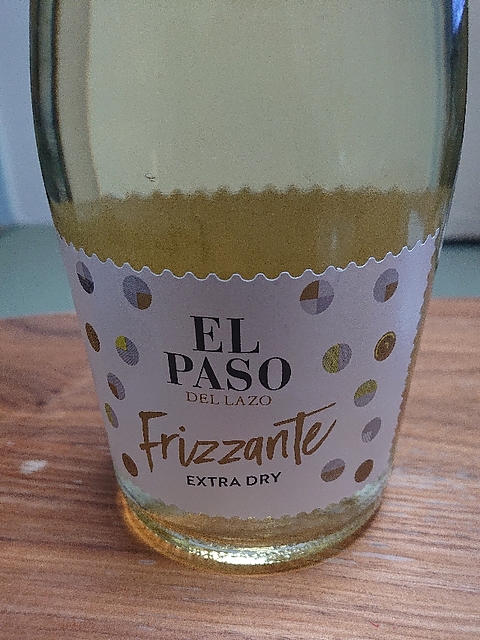 EL
PASO
DEL LAZO
Frizzante
EXTRA DRY